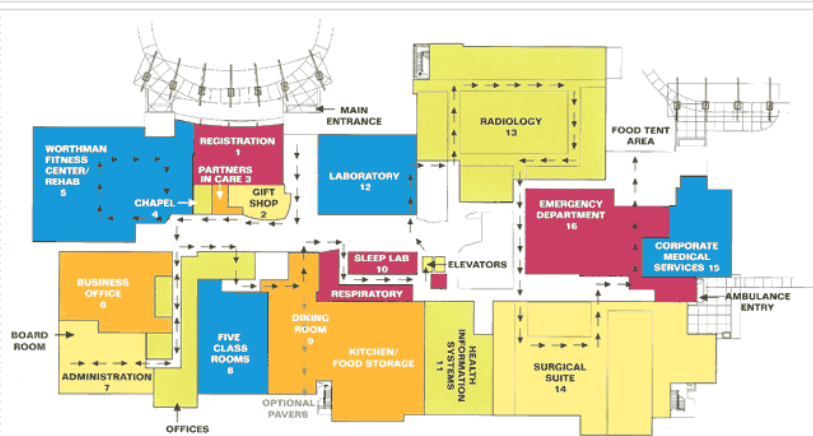 MAIN
ENTRANCE
REGISTRATION
1
PARTNERS
IN CARE 3
WORTHMAN
FITNESS
CENTER/
REHAB
5
CHAPEL
4
GIFT
SHOP
2
LABORATORY
12
RADIOLOGY
13
FOOD TENT
AREA
EMERGENCY
DEPARTMENT
16
CORPORATE
MEDICAL
SERVICES 15
SLEEP LAB
10
ELEVATORS
RESPIRATORY
BUSINESS
OFFICE
6
BOARD
ROOM
ADMINISTRATION
7
FIVE
CLASS
ROOMS
8
DINING
ROOM
9
KITCHEN/
FOOD STORAGE
HEALTH
INFORMATION
SYSTEMS
11
SURGICAL
SUITE
14
AMBULANCE
ENTRY
OPTIONAL
PAVERS
OFFICES